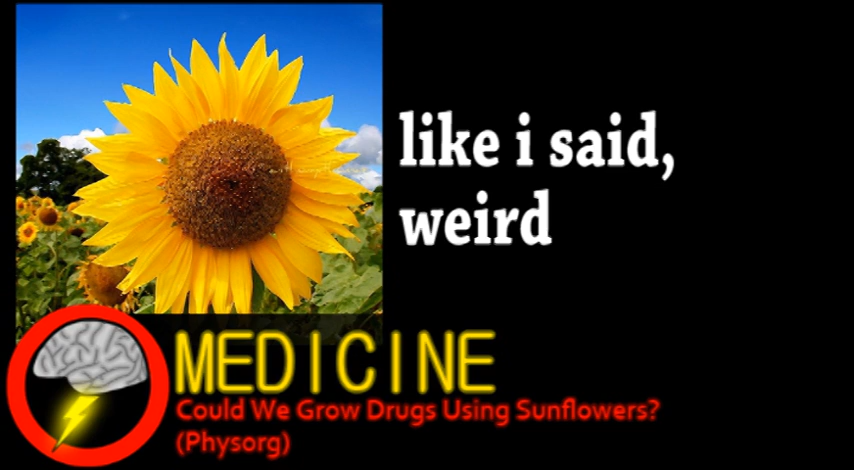 like i said,
weird
MEDICINE
Could We Grow Drugs Using Sunflowers?
(Physorg)